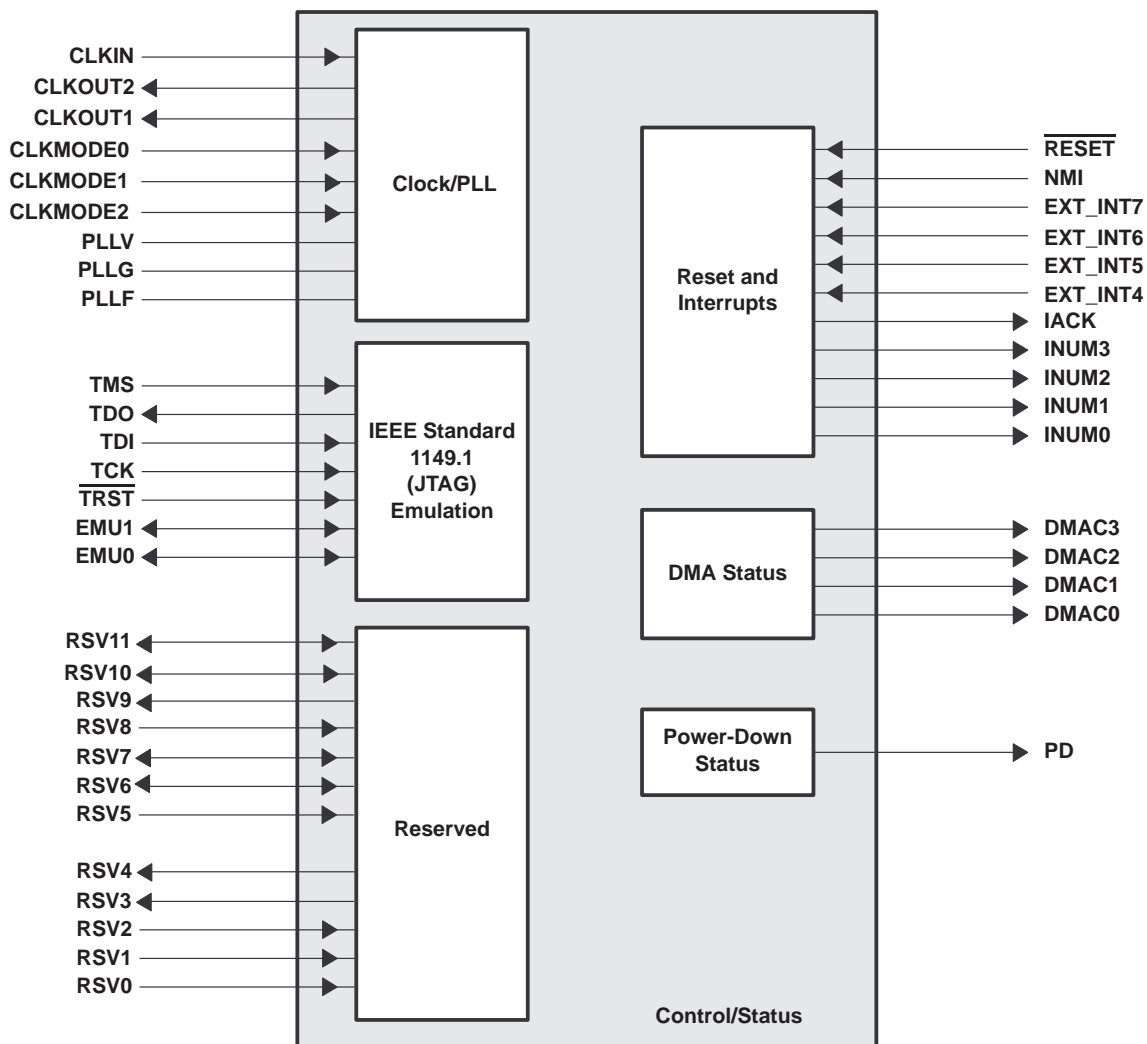 CLKIN
CLKOUT2
CLKOUT1
CLKMODE0
CLKMODE1
CLKMODE2
PLLV
PLLG
PLLF
Clock/PLL
TMS
TDO
TDI
TCK
TRST
EMU1
EMU0
IEEE Standard
1149.1
(JTAG)
Emulation
RSV11
RSV10
RSV9
RSV8
RSV7
RSV6
RSV5
RSV4
RSV3
RSV2
RSV1
RSV0
Reserved
Reset and
Interrupts
RESET
NMI
EXT_INT7
EXT_INT6
EXT_INT5
EXT_INT4
IACK
INUM3
INUM2
INUM1
INUM0
DMA Status
DMAC3
DMAC2
DMAC1
DMAC0
Power-Down
Status
PD
Control/Status